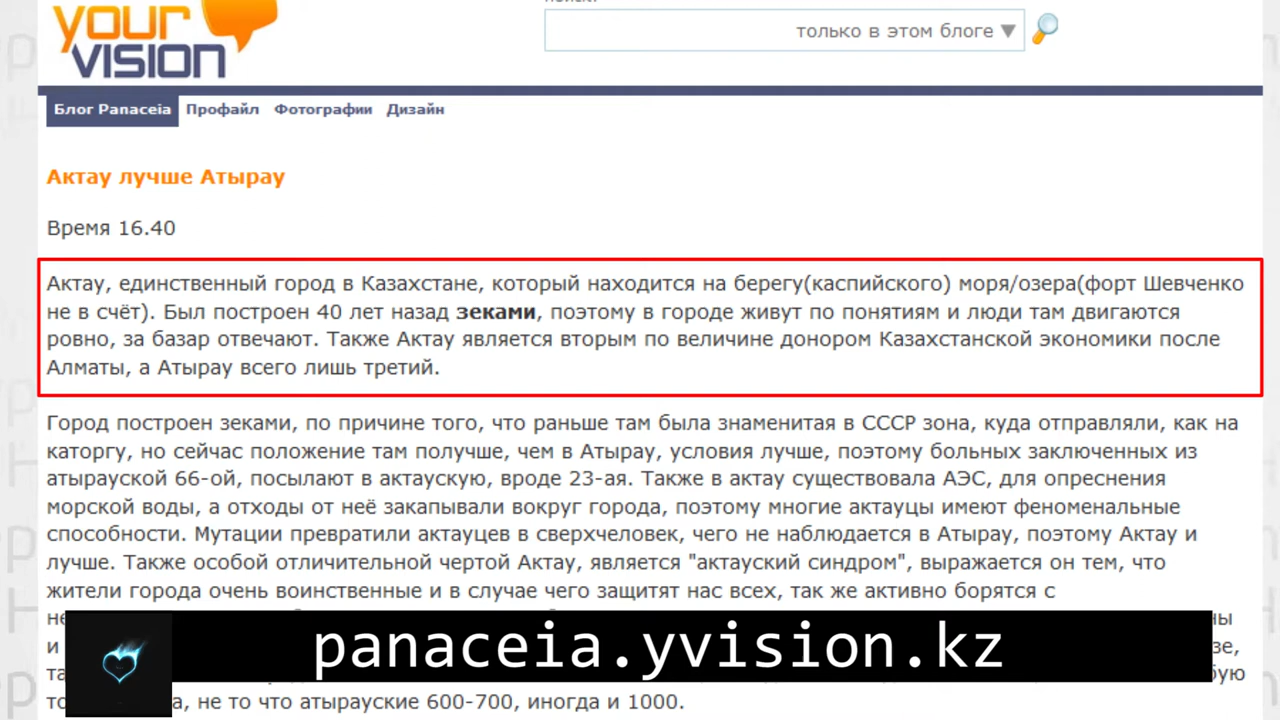 your
VISION
только в этом блоге ▼
Блог Panaceia Профайл Фотографии Дизайн
Актау лучше Атырау
Время 16.40
Актау, единственный город в Казахстане, который находится на берегу(каспийского) моря/озера(форт Шевченко
не в счёт). Был построен 40 лет назад зеками, поэтому в городе живут по понятиям и люди там двигаются
ровно, за базар отвечают. Также Актау является вторым по величине донором Казахстанской экономики после
Алматы, а Атырау всего лишь третий.
Город построен зеками, по причине того, что раньше там была знаменитая в СССР зона, куда отправляли, как на
каторгу, но сейчас положение там получше, чем в Атырау, условия лучше, поэтому больных заключенных из
атырауской 66-ой, посылают в актаускую, вроде 23-ая. Также в актау существовала АЭС, для опреснения
морской воды, а отходы от неё закапывали вокруг города, поэтому многие актауцы имеют феноменальные
способности. Мутации превратили актауцев в сверхчеловек, чего не наблюдается в Атырау, поэтому Актау и
лучше. Также особой отличительной чертой Актау, является "актауский синдром", выражается он тем, что
жители города очень воинственные и в случае чего защитят нас всех, так же активно борятся с
и
panaceia.yvision.kz
не то что атырауские 600-700, иногда и 1000.